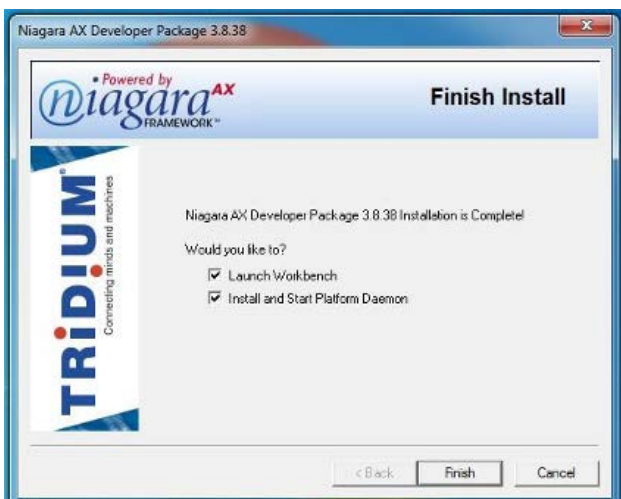 Niagara AX Developer Package 3.8.38
Powered by
niagara AX
FRAMEWORK™
Finish Install
TRiDiUM®
Connecting minds and machines
Niagara AX Developer Package 3.8.38 Installation is Complete!
Would you like to?
Launch Workbench
Install and Start Platform Daemon
< Back
Finish
Cancel